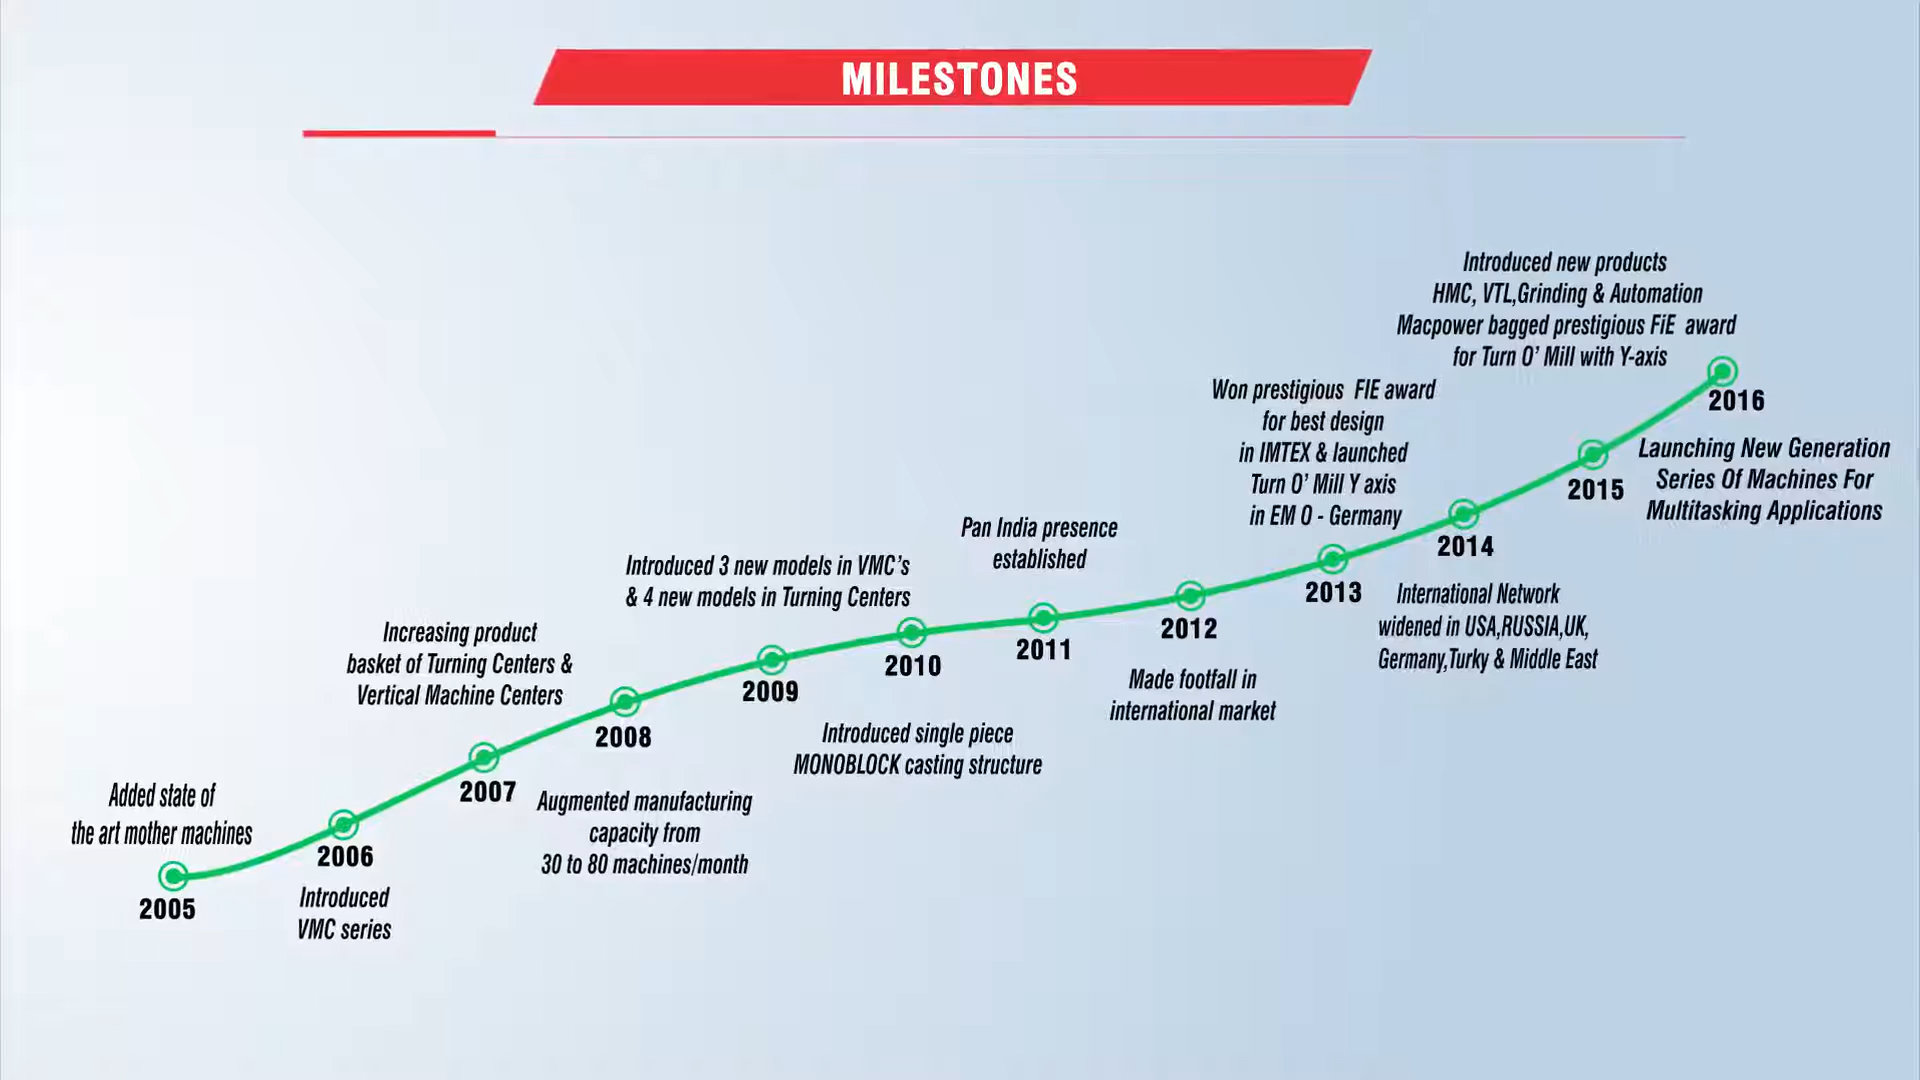 MILESTONES
Added state of
the art mother machines
2005
2006
Introduced
VMC series
Increasing product
basket of Turning Centers &
Vertical Machine Centers
2007
2008
Augmented manufacturing
capacity from
30 to 80 machines/month
Introduced 3 new models in VMC's
& 4 new models in Turning Centers
2009
2010
Introduced single piece
MONOBLOCK casting structure
Pan India presence
established
2011
2012
Made footfall in
international market
Won prestigious FIE award
for best design
in IMTEX & launched
Turn O' Mill Y axis
in EM O - Germany
2013
2014
International Network
widened in USA,RUSSIA,UK,
Germany,Turky & Middle East
Introduced new products
HMC, VTL,Grinding & Automation
Macpower bagged prestigious FiE award
for Turn O' Mill with Y-axis
2015
2016
Launching New Generation
Series Of Machines For
Multitasking Applications